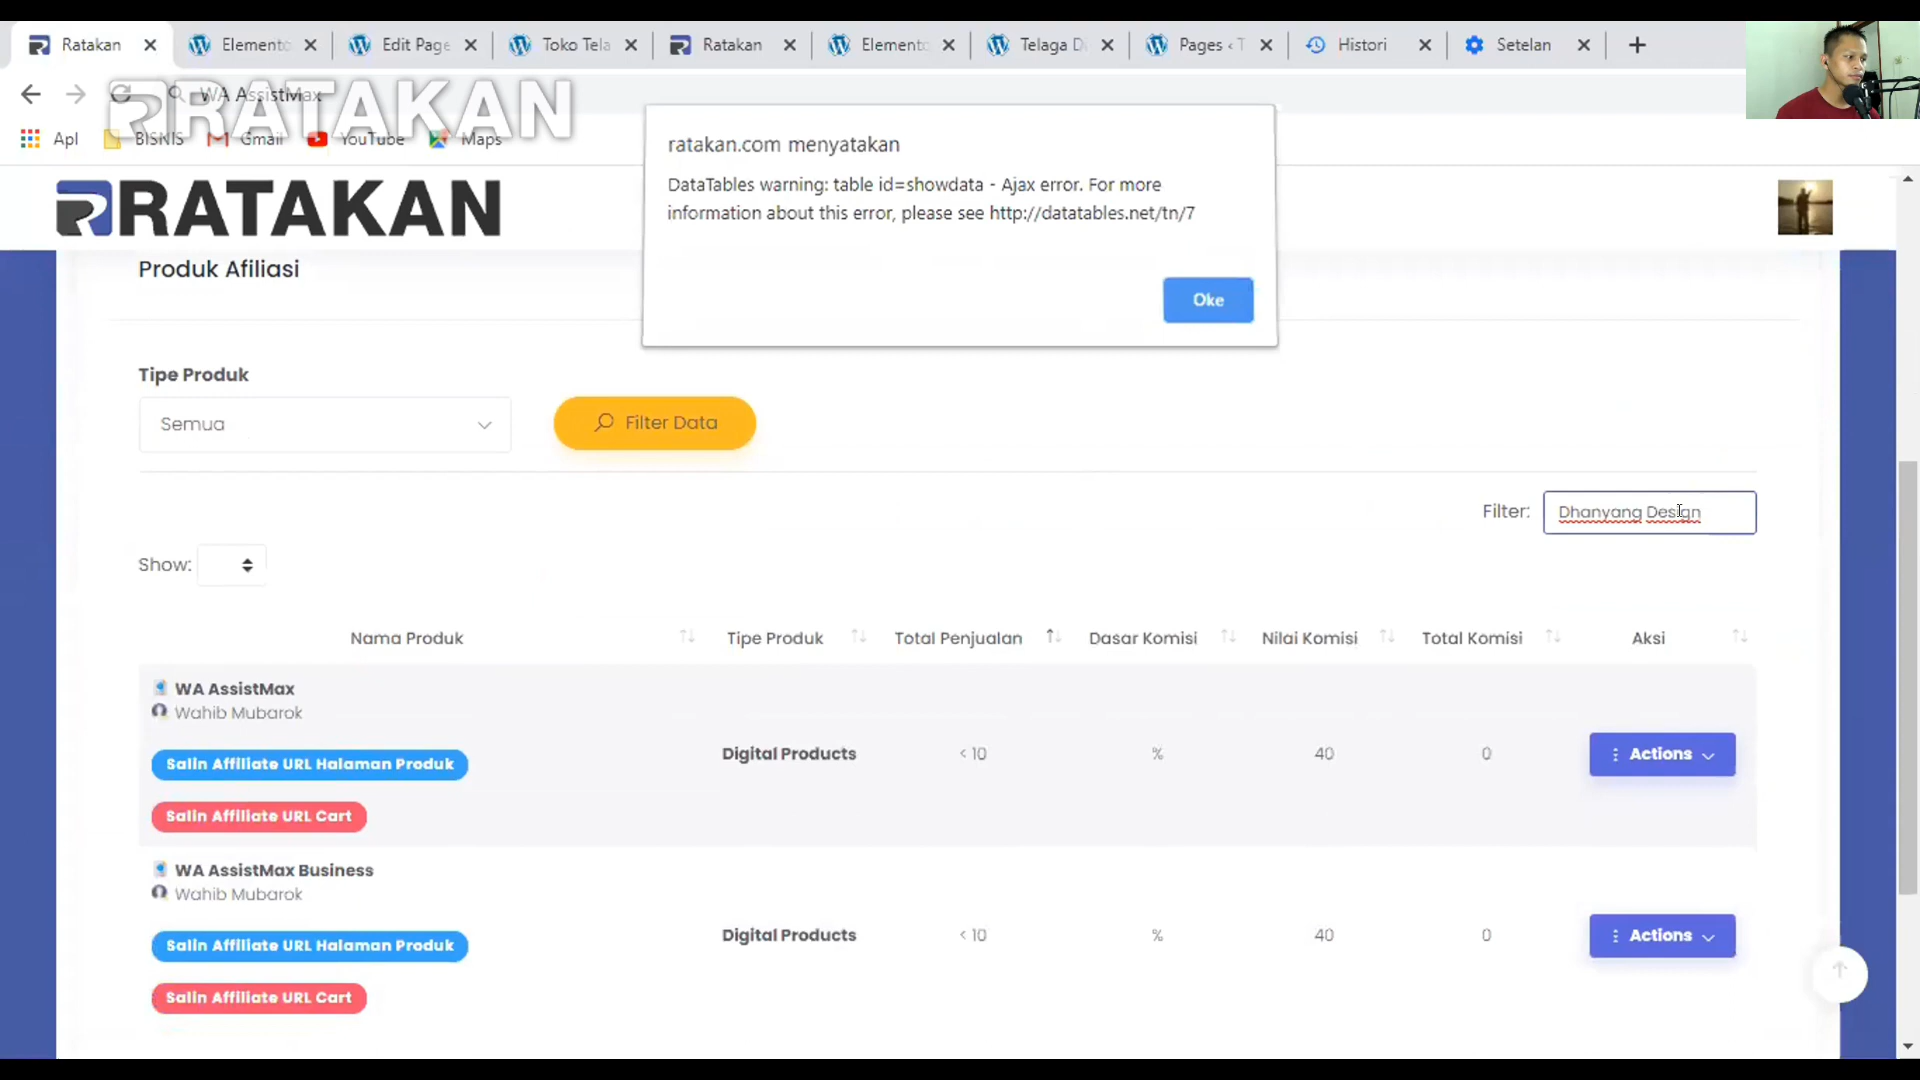 Ratakan
Elemento
Edit Page
Toko Tela
Ratakan
Elemento
Telaga D
Pages ‹ T
Histori
Setelan
WA AssistMax
RATAKAN
Apl
BISNIS
Gmail
YouTube
Maps
ratakan.com menyatakan
DataTables warning: table id=showdata - Ajax error. For more
information about this error, please see http://datatables.net/tn/7
Oke
RATAKAN
Produk Afiliasi
Tipe Produk
Semua
Filter Data
Filter:
Dhanyang Design
Show:
Nama Produk
Tipe Produk
Total Penjualan
Dasar Komisi
Nilai Komisi
Total Komisi
Aksi
WA AssistMax
Wahib Mubarok
Salin Affiliate URL Halaman Produk
Salin Affiliate URL Cart
Digital Products
< 10
%
40
0
Actions
WA AssistMax Business
Wahib Mubarok
Salin Affiliate URL Halaman Produk
Salin Affiliate URL Cart
Digital Products
< 10
%
40
0
Actions